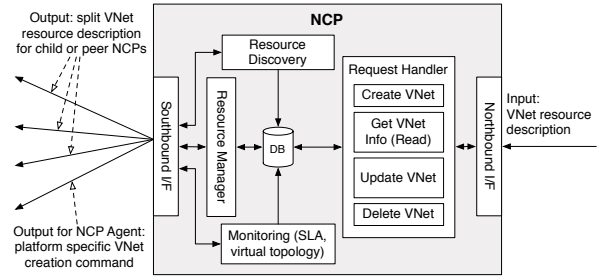 Output: split VNet
resource description
for child or peer NCPs
NCP
Resource
Discovery
Request Handler
Create VNet
Get VNet
Info (Read)
Update VNet
Delete VNet
Southbound I/F
Resource Manager
DB
Northbound I/F
Input:
VNet resource
description
Monitoring (SLA,
virtual topology)
Output for NCP Agent:
platform specific VNet
creation command